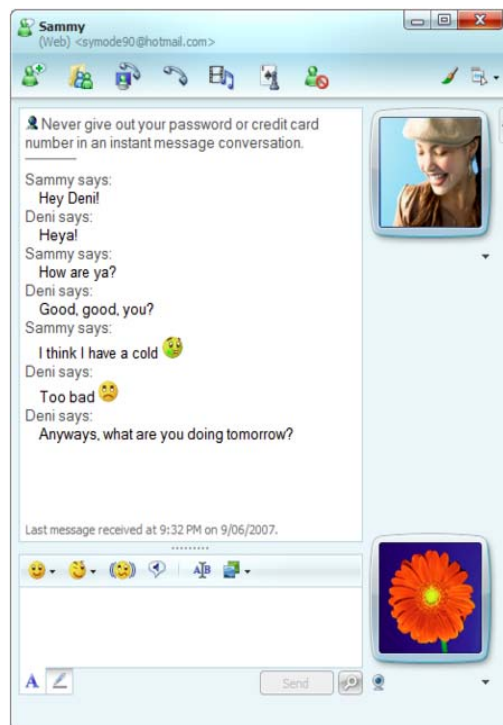 Sammy
(Web) <symode90@hotmail.com>
Never give out your password or credit card
number in an instant message conversation.
Sammy says:
Hey Deni!
Deni says:
Heya!
Sammy says:
How are ya?
Deni says:
Good, good, you?
Sammy says:
I think I have a cold
Deni says:
Too bad
Deni says:
Anyways, what are you doing tomorrow?
Last message received at 9:32 PM on 9/06/2007.
A B
A
Send